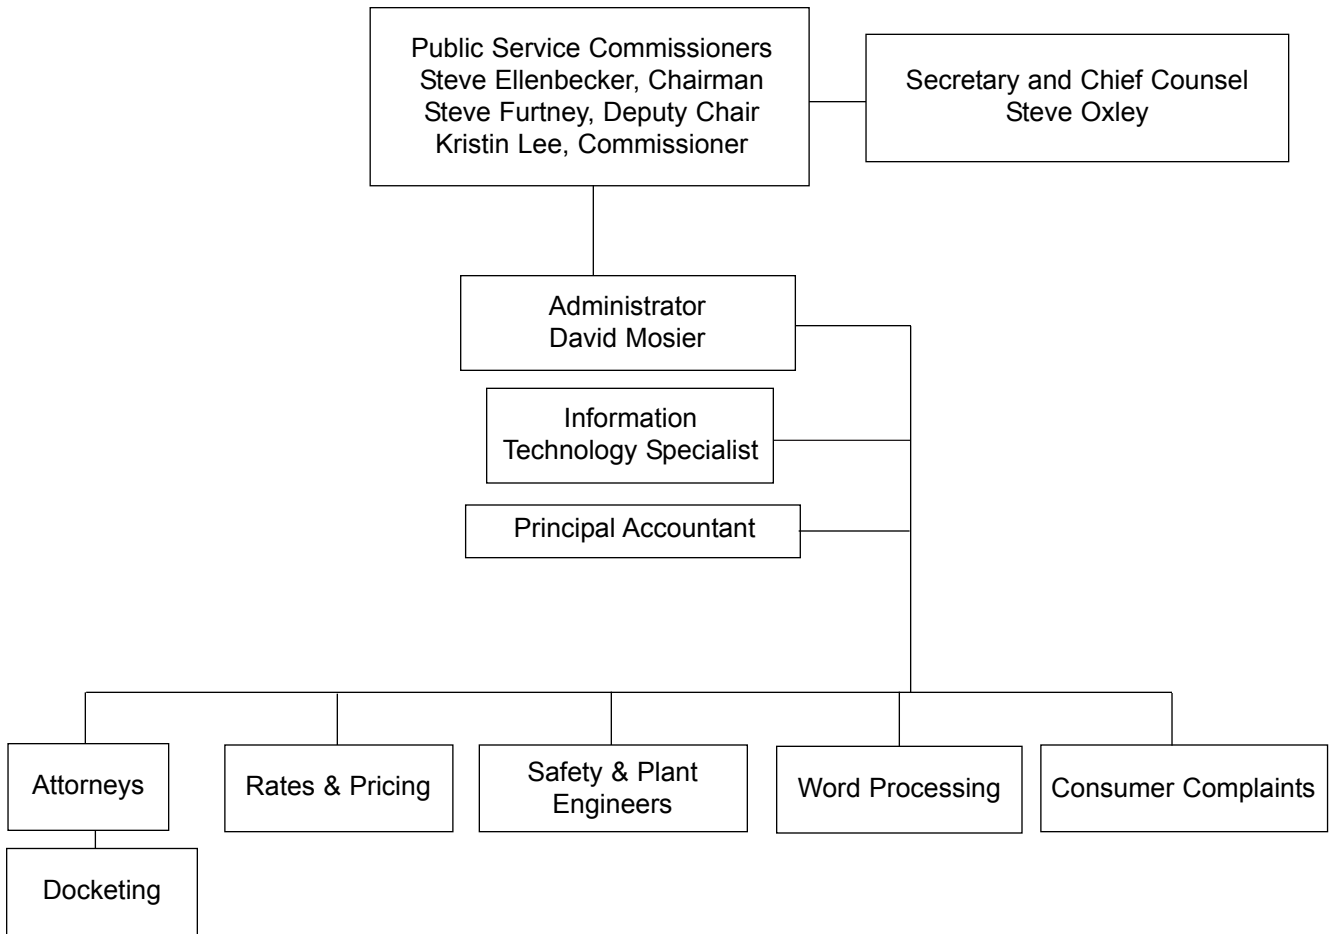 Public Service Commissioners
Steve Ellenbecker, Chairman
Steve Furtney, Deputy Chair
Kristin Lee, Commissioner
Secretary and Chief Counsel
Steve Oxley
Administrator
David Mosier
Information
Technology Specialist
Principal Accountant
Attorneys
Rates & Pricing
Safety & Plant
Engineers
Word Processing
Consumer Complaints
Docketing